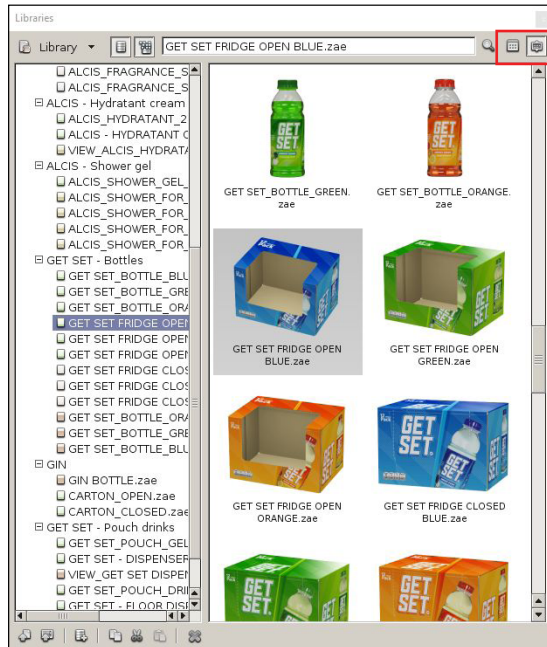 Libraries
Library
GET SET FRIDGE OPEN BLUE.zae
ALCIS_FRAGRANCE_S
ALCIS_FRAGRANCE_S
ALCIS - Hydratant cream
ALCIS_HYDRATANT_2
ALCIS - HYDRATANT C
VIEW_ALCIS_HYDRATA
ALCIS - Shower gel
ALCIS_SHOWER_GEL_
ALCIS_SHOWER_FOR_
ALCIS_SHOWER_FOR_
ALCIS_SHOWER_FOR_
ALCIS_SHOWER_FOR_
GET SET - Bottles
GET SET_BOTTLE_BLU
GET SET_BOTTLE_GRE
GET SET_BOTTLE_ORA
GET SET FRIDGE OPEN
GET SET FRIDGE OPEN
GET SET FRIDGE OPEN
GET SET FRIDGE CLOS
GET SET FRIDGE CLOS
GET SET FRIDGE CLOS
GET SET_BOTTLE_ORA
GET SET_BOTTLE_GRE
GET SET_BOTTLE_BLU
GIN
GIN BOTTLE.zae
CARTON_OPEN.zae
CARTON_CLOSED.zae
GET SET - Pouch drinks
GET SET_POUCH_GEL
GET SET - DISPENSER
VIEW_GET SET DISPEN
GET SET_POUCH_DRI
GET SET - FLOOR DISP
GET
SET
GET
SET
GET SET_BOTTLE_GREEN.
zae
GET SET_BOTTLE_ORANGE.
zae
GET SET FRIDGE OPEN
BLUE.zae
GET SET FRIDGE OPEN
GREEN.zae
GET
SET
GET
SET
GET SET FRIDGE OPEN
ORANGE.zae
GET SET FRIDGE CLOSED
BLUE.zae
GET
SET
GET
SET